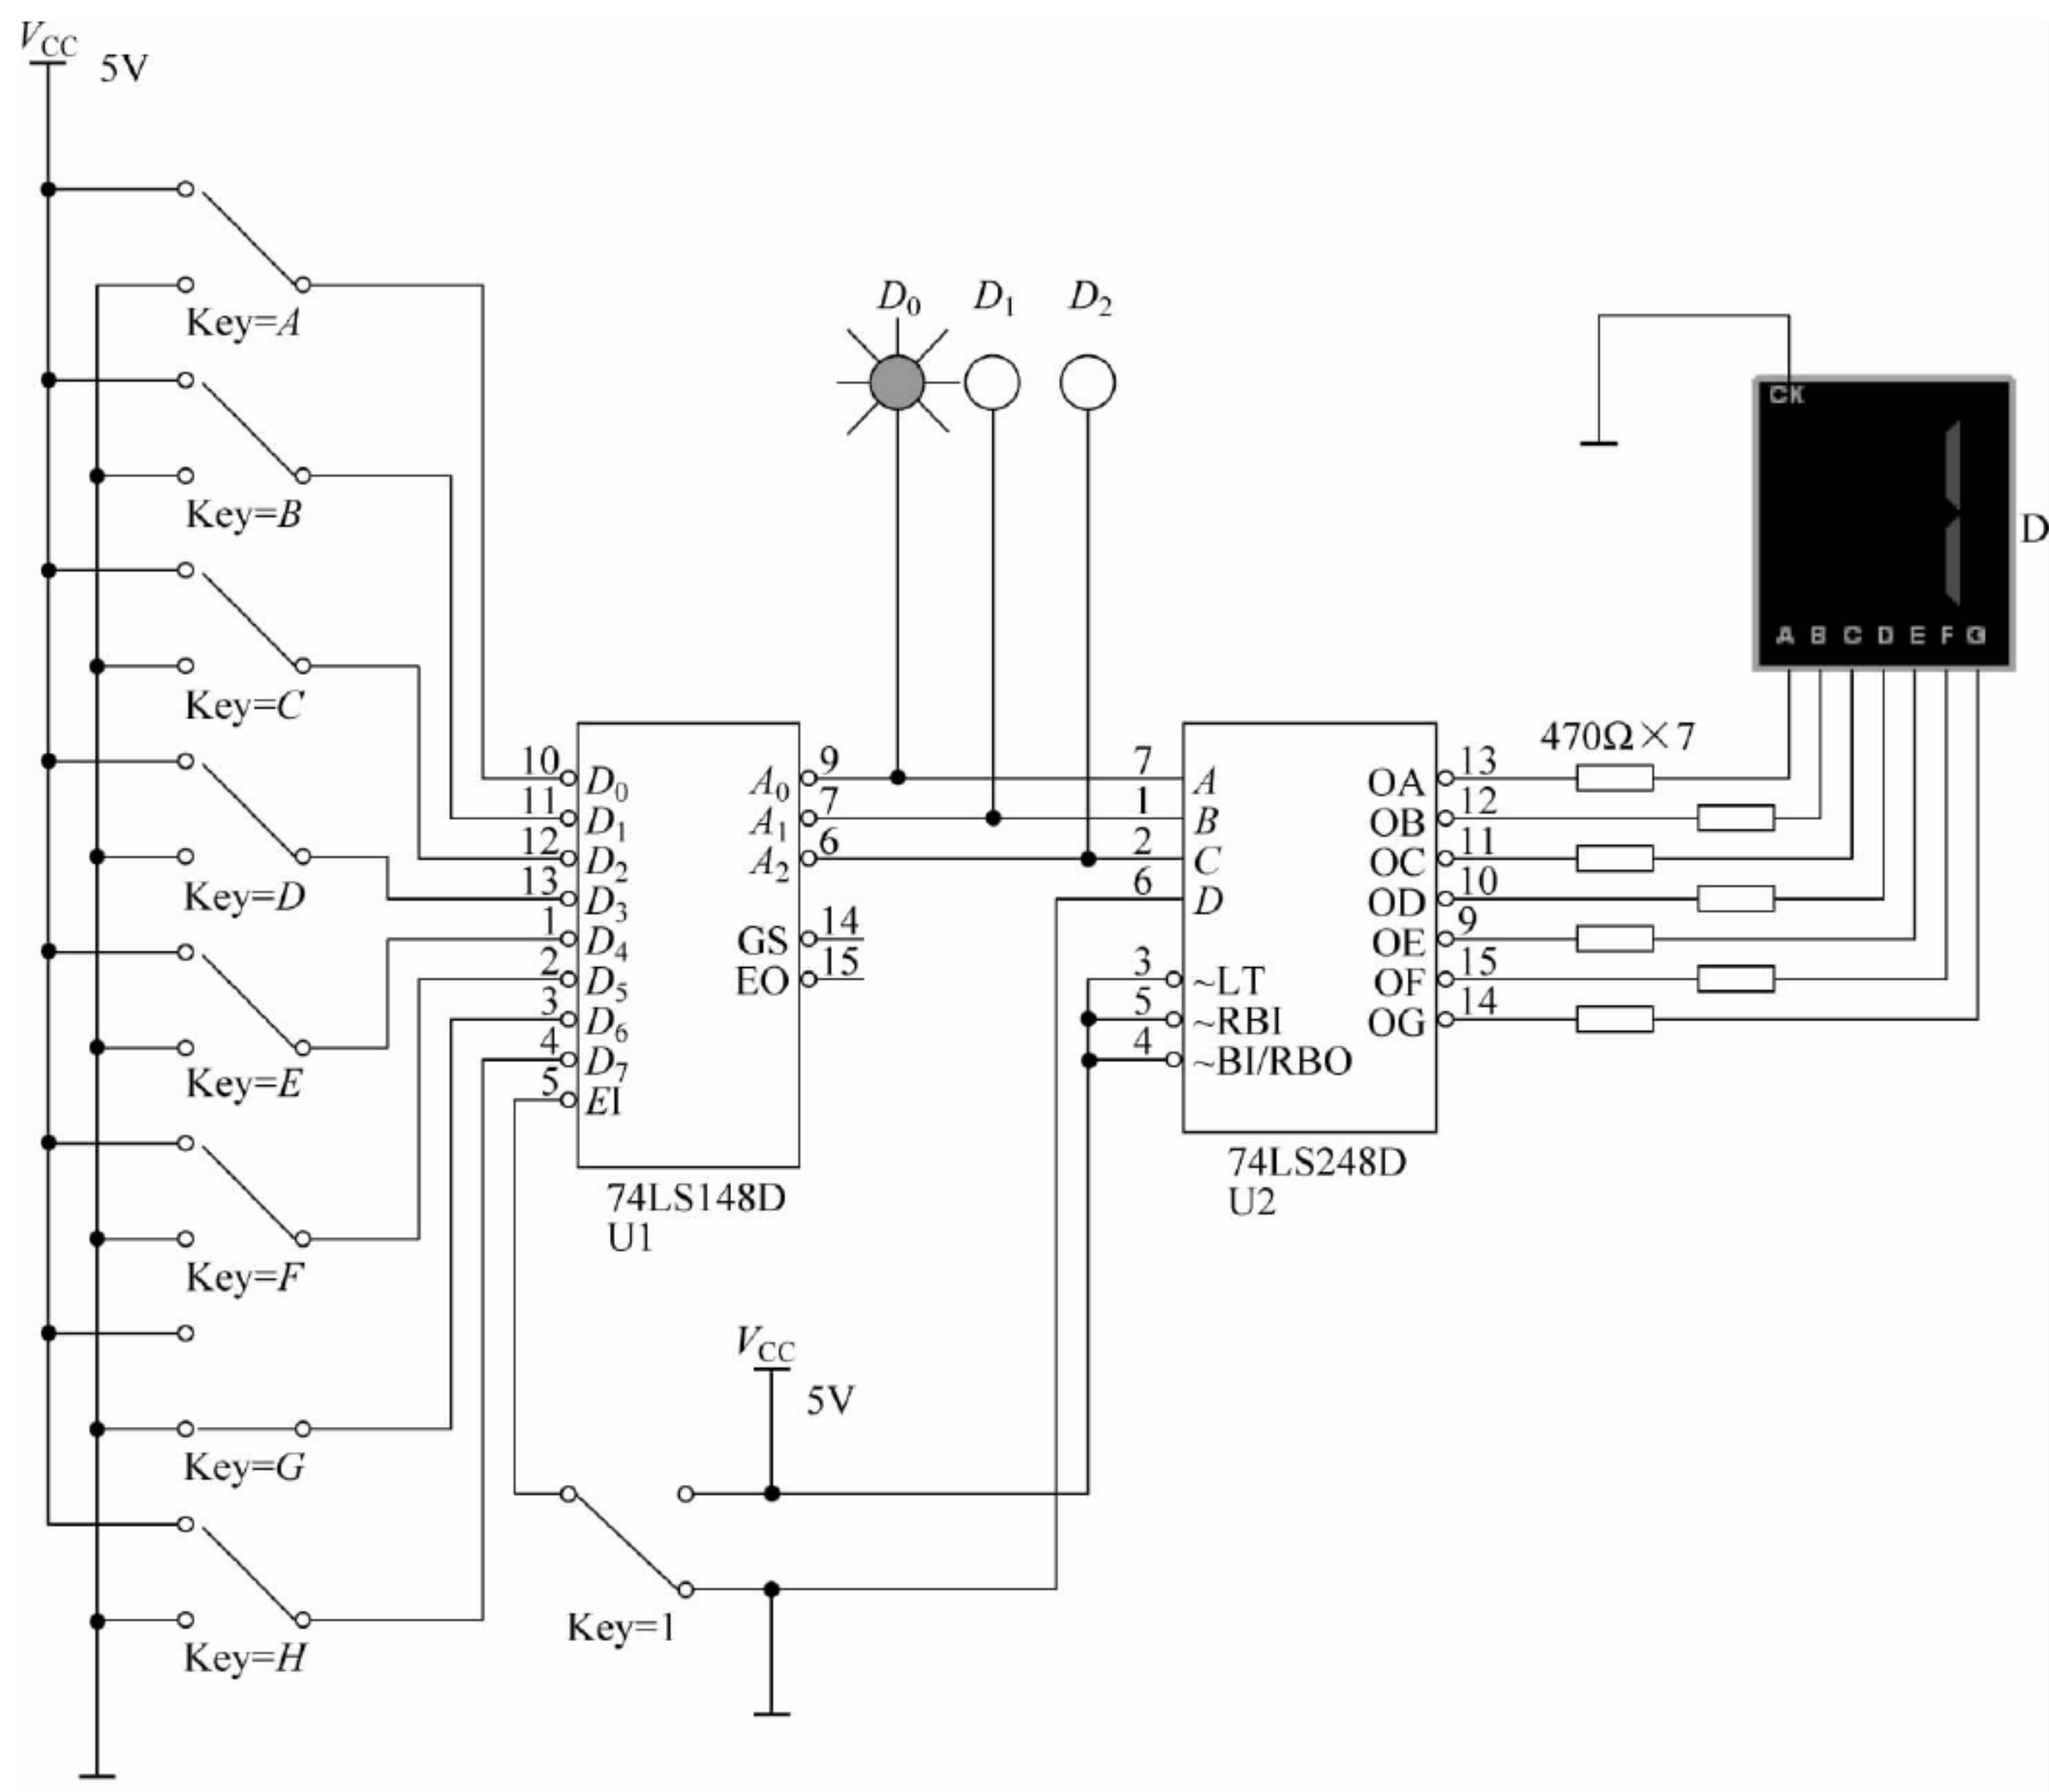 VCC
5V
Key=A
Key=B
Key=C
Key=D
Key=E
Key=F
Key=G
Key=H
D0 D1 D2
10 D0
11 D1
12 D2
13 D3
1 D4
2 D5
3 D6
4 D7
5 EI
A0 9
A1 7
A2 6
GS 14
EO 15
74LS148D
U1
VCC
5V
Key=1
7 A
1 B
2 C
6 D
3 ~LT
5 ~RBI
4 ~BI/RBO
OA 13
OB 12
OC 11
OD 10
OE 9
OF 15
OG 14
74LS248D
U2
470Ω×7
CK
A B C D E F G
D